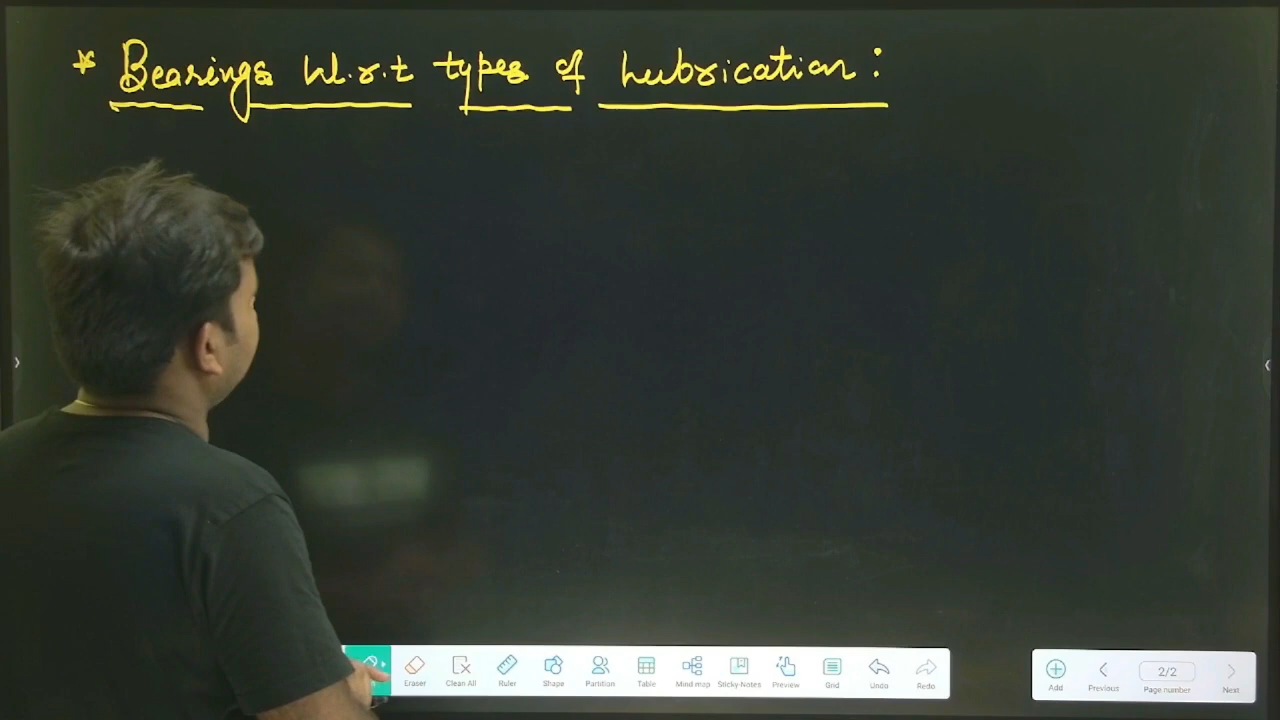 * Bearings W.r.t types of Lubrication:
Eraser Clean All Ruler Shape Partition Table Mind map Sticky Notes Preview Grid Undo Redo
Add Previous 2/2 Page number Next